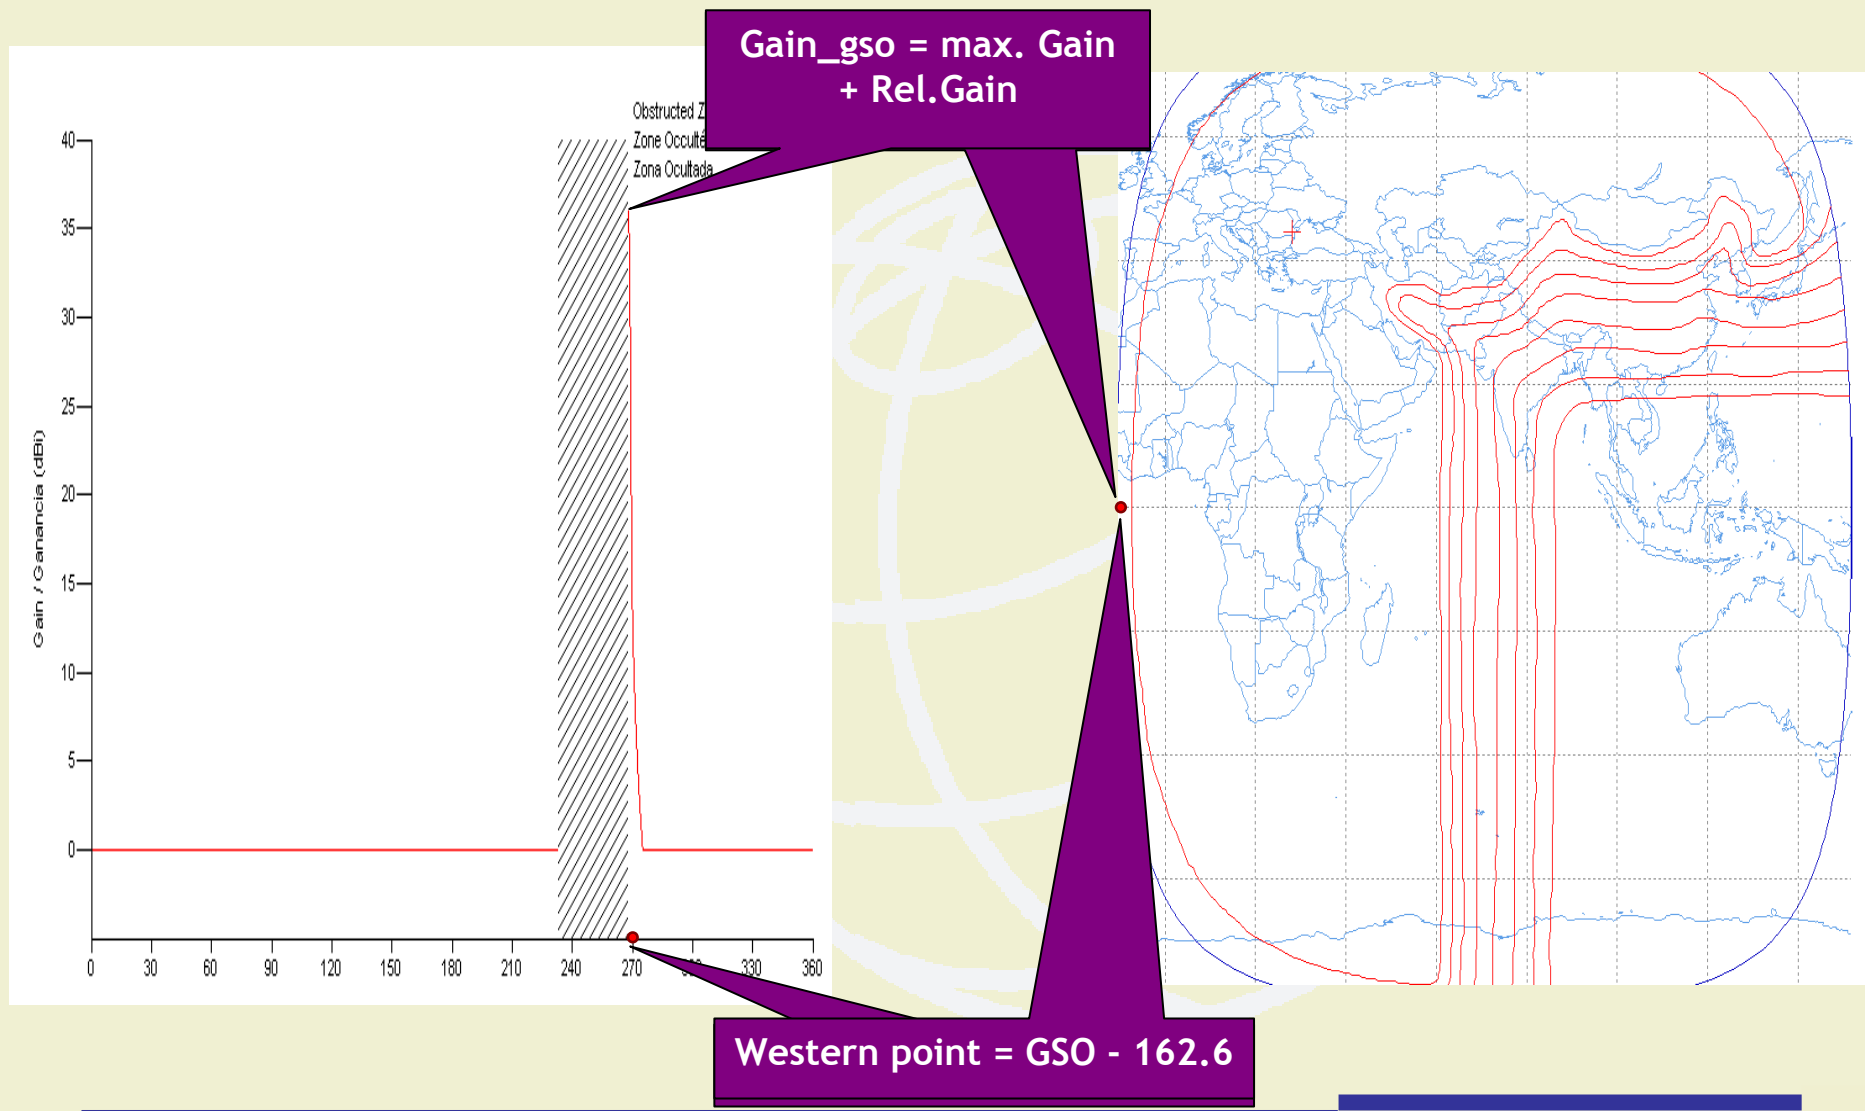 Gain_gso = max. Gain
+ Rel.Gain
Obstructed Z
Zone Occulté
Zona Ocultada
40
35
30
25
20
15
10
5
0
Gain / Ganancia (dBi)
0 30 60 90 120 150 180 210 240 270 330 360
Western point = GSO - 162.6